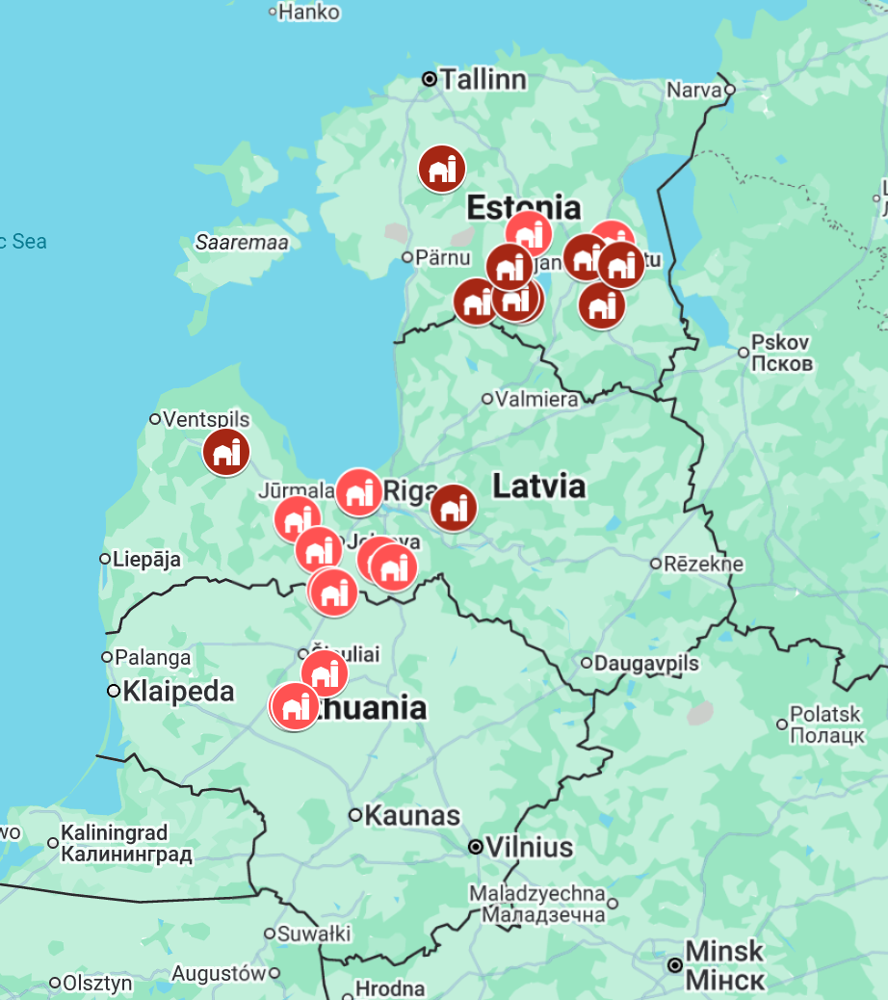 Hanko
Tallinn
Narva
Estonia
c Sea
Saaremaa
Pärnu
Pskov
Псков
Valmiera
Ventspils
Latvia
Jūrmala
Riga
Liepāja
Rēzekne
Palanga
Daugavpils
Klaipeda
Polatsk
Полацк
Kaunas
Kaliningrad
Калининград
Vilnius
Maladzyechna
Маладзечна
Suwałki
Minsk
Мінск
Augustów
Olsztyn
Hrodna